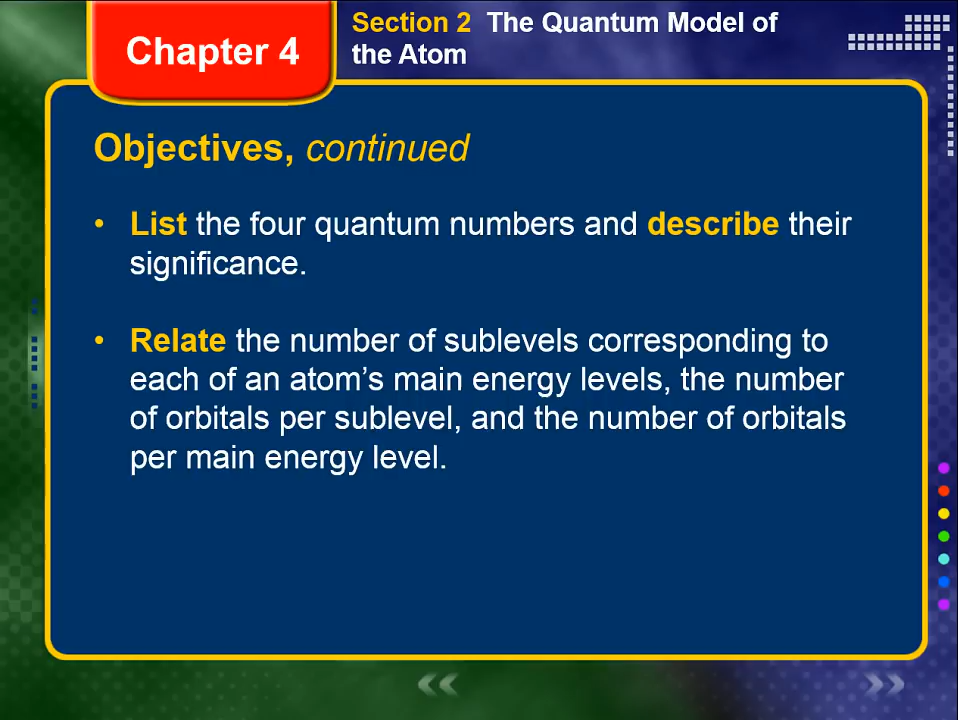 Chapter 4
Section 2 The Quantum Model of
the Atom
Objectives, continued
• List the four quantum numbers and describe their
significance.
• Relate the number of sublevels corresponding to
each of an atom’s main energy levels, the number
of orbitals per sublevel, and the number of orbitals
per main energy level.